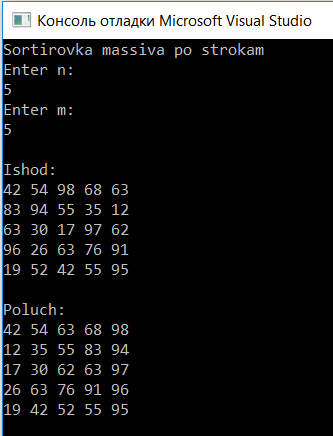 Консоль отладки Microsoft Visual Studio
Sortirovka massiva po strokam
Enter n:
5
Enter m:
5
Ishod:
42 54 98 68 63
83 94 55 35 12
63 30 17 97 62
96 26 63 76 91
19 52 42 55 95
Poluch:
42 54 63 68 98
12 35 55 83 94
17 30 62 63 97
26 63 76 91 96
19 42 52 55 95